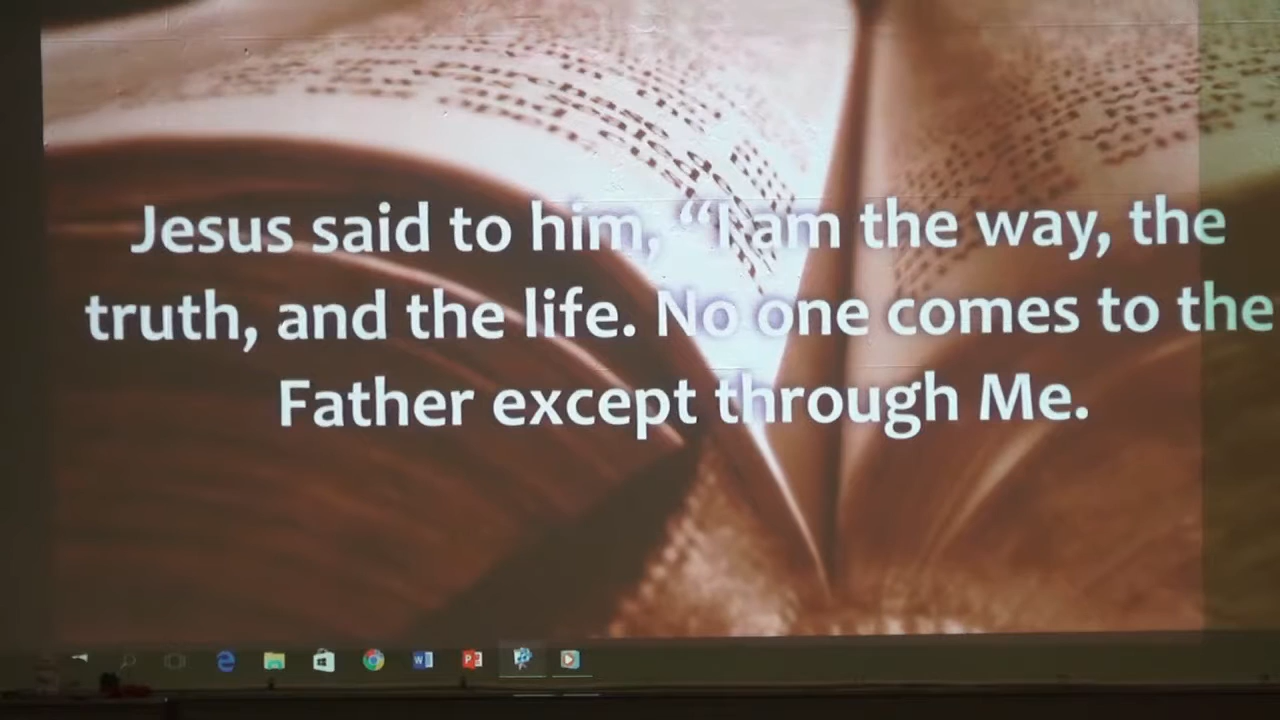 Jesus said to him, “I am the way, the
truth, and the life. No one comes to the
Father except through Me.